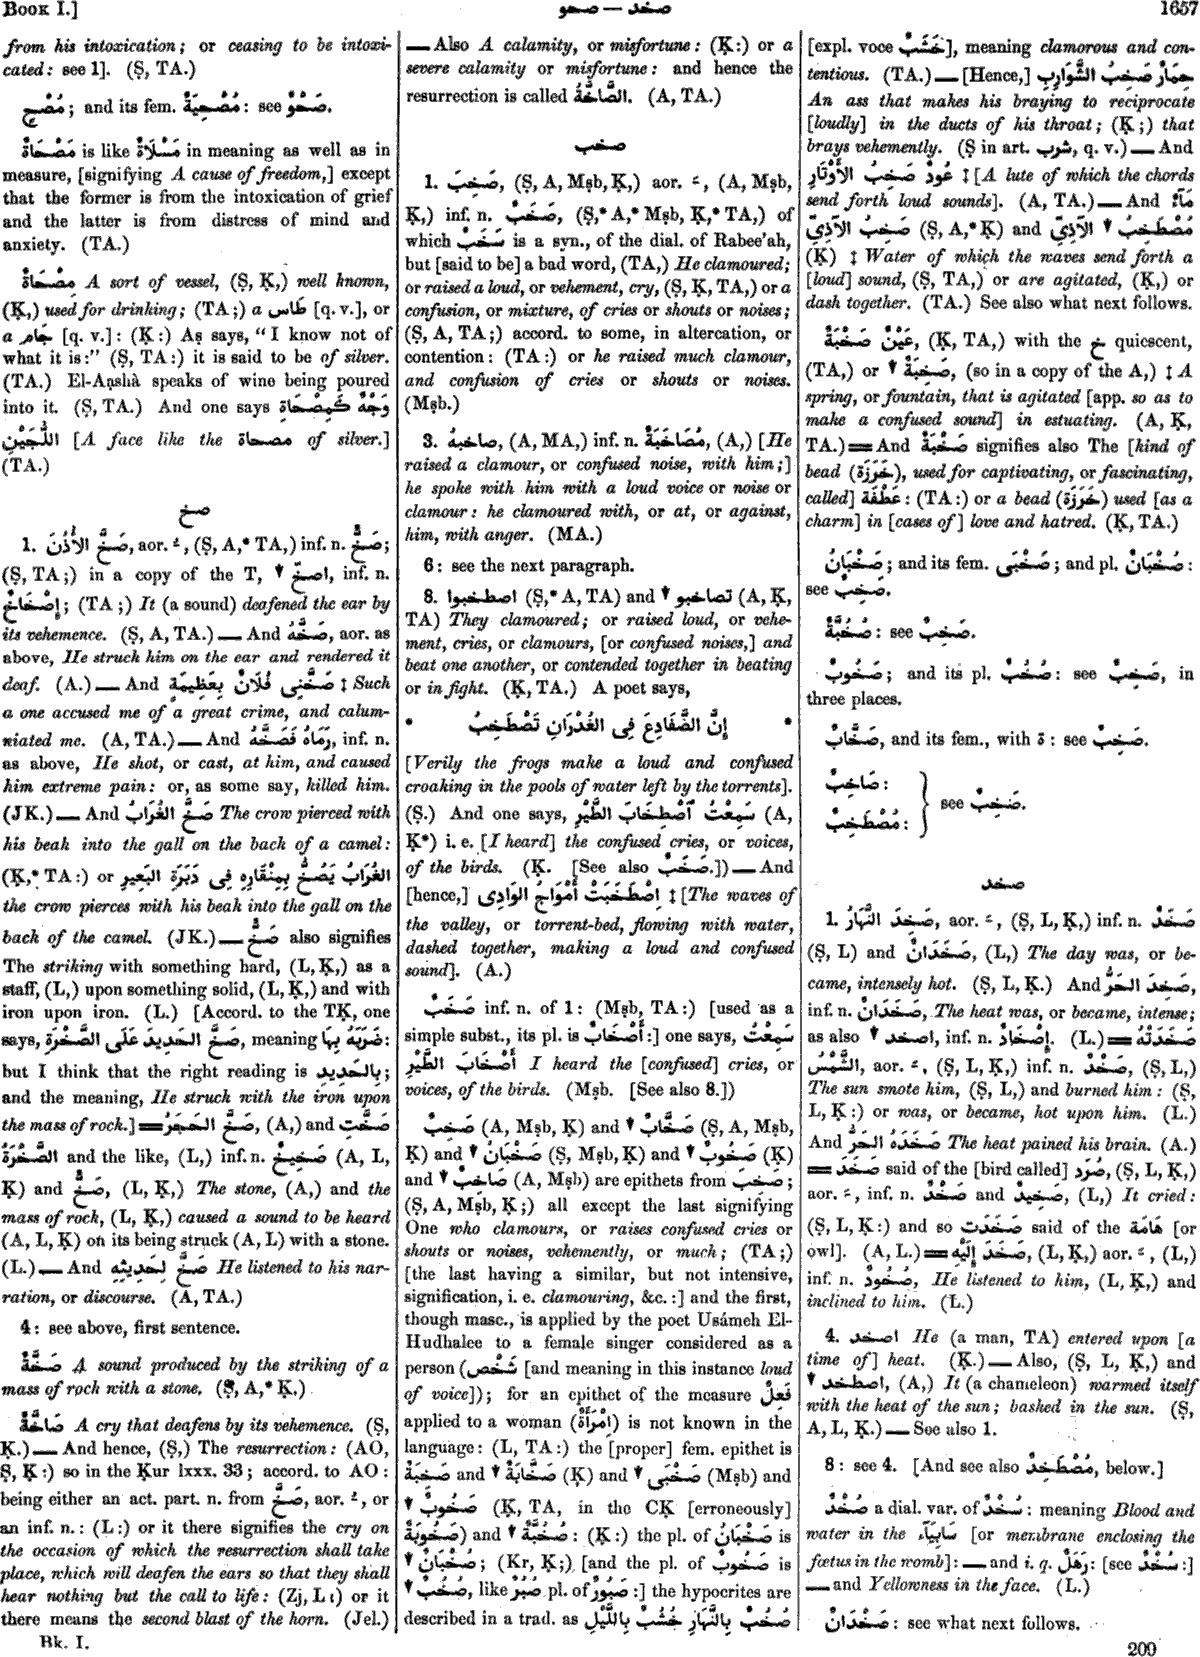 BOOK I.]
صخد — صحو
1657
from his intoxication; or ceasing to be intoxi-
cated: see 1]. (Ṣ, TA.)
مُصْحٍ; and its fem. مُصْحِيَةٌ: see صَحْوٌ.
مَصْحَاةٌ is like مَسْلَاةٌ in meaning as well as in
measure, [signifying A cause of freedom,] except
that the former is from the intoxication of grief
and the latter is from distress of mind and
anxiety. (TA.)
مِصْحَاةٌ A sort of vessel, (Ṣ, Ḳ,) well known,
(Ḳ,) used for drinking; (TA;) a طَاس [q. v.], or
a جَام [q. v.]: (Ḳ:) Aṣ says, "I know not of
what it is:" (Ṣ, TA:) it is said to be of silver.
(TA.) El-Aạshà speaks of wine being poured
into it. (Ṣ, TA.) And one says وَجْهٌ كَمِصْحَاةِ
اللُّجَيْنِ [A face like the مصحاة of silver.]
(TA.)
صخ
1. صَخَّ الأُذُنَ, aor. ـُ, (Ṣ, A,* TA,) inf. n. صَخٌّ;
(Ṣ, TA;) in a copy of the T, ▼ اصخّ, inf. n.
إِصْخَاخٌ; (TA;) It (a sound) deafened the ear by
its vehemence. (Ṣ, A, TA.) — And صَخَّهُ, aor. as
above, He struck him on the ear and rendered it
deaf. (A.) — And صَخَّنِى فُلَانٌ بِعَظِيمَةٍ ‡ Such
a one accused me of a great crime, and calum-
niated me. (A, TA.) — And رَمَاهُ فَصَخَّهُ, inf. n.
as above, He shot, or cast, at him, and caused
him extreme pain: or, as some say, killed him.
(JK.) — And صَخَّ الغُرَابُ The crow pierced with
his beak into the gall on the back of a camel:
(Ḳ,* TA:) or الغُرَابُ يَصُخُّ بِمِنْقَارِهِ فِى دَبَرَةِ البَعِيرِ
the crow pierces with his beak into the gall on the
back of the camel. (JK.) — صَخٌّ also signifies
The striking with something hard, (L, Ḳ,) as a
staff, (L,) upon something solid, (L, Ḳ,) and with
iron upon iron. (L.) [Accord. to the TḲ, one
says, صَخَّ الحَدِيدَ عَلَى الصَّخْرَةِ, meaning ضَرَبَهُ بِهَا:
but I think that the right reading is بِالحَدِيدِ;
and the meaning, He struck with the iron upon
the mass of rock.] ═ صَخَّ الحَجَرُ, (A,) and صَخَّتِ
الصَّخْرَةُ and the like, (L,) inf. n. صَخِيخٌ (A, L,
Ḳ) and صَخٌّ, (L, Ḳ,) The stone, (A,) and the
mass of rock, (L, Ḳ,) caused a sound to be heard
(A, L, Ḳ) on its being struck (A, L) with a stone.
(L.) — And صَخَّ لِحَدِيثِهِ He listened to his nar-
ration, or discourse. (A, TA.)
4: see above, first sentence.
صَخَّةٌ A sound produced by the striking of a
mass of rock with a stone. (Ṣ, A,* Ḳ.)
صَاخَّةٌ A cry that deafens by its vehemence. (Ṣ,
Ḳ.) — And hence, (Ṣ,) The resurrection: (AO,
Ṣ, Ḳ:) so in the Ḳur lxxx. 33; accord. to AO:
being either an act. part. n. from صَخَّ, aor. ـُ, or
an inf. n.: (L:) or it there signifies the cry on
the occasion of which the resurrection shall take
place, which will deafen the ears so that they shall
hear nothing but the call to life: (Zj, L:) or it
there means the second blast of the horn. (Jel.)
Bk. I.
— Also A calamity, or misfortune: (Ḳ:) or a
severe calamity or misfortune: and hence the
resurrection is called الصَّاخَّةُ. (A, TA.)
صخب
1. صَخِبَ, (Ṣ, A, Mṣb, Ḳ,) aor. ـَ, (A, Mṣb,
Ḳ,) inf. n. صَخَبٌ, (Ṣ,* A,* Mṣb, Ḳ,* TA,) of
which سَخَبٌ is a syn., of the dial. of Rabee'ah,
but [said to be] a bad word, (TA,) He clamoured;
or raised a loud, or vehement, cry, (Ṣ, Ḳ, TA,) or a
confusion, or mixture, of cries or shouts or noises;
(Ṣ, A, TA;) accord. to some, in altercation, or
contention: (TA:) or he raised much clamour,
and confusion of cries or shouts or noises.
(Mṣb.)
3. صاخبهُ, (A, MA,) inf. n. مُصَاخَبَةٌ, (A,) [He
raised a clamour, or confused noise, with him;]
he spoke with him with a loud voice or noise or
clamour: he clamoured with, or at, or against,
him, with anger. (MA.)
6: see the next paragraph.
8. اصطخبوا (Ṣ,* A, TA) and ▼ تصاخبو (A, Ḳ,
TA) They clamoured; or raised loud, or vehe-
ment, cries, or clamours, [or confused noises,] and
beat one another, or contended together in beating
or in fight. (Ḳ, TA.) A poet says,
* إِنَّ الضَّفَادِعَ فِى الغُدْرَانِ تَصْطَخِبُ *
[Verily the frogs make a loud and confused
croaking in the pools of water left by the torrents].
(Ṣ.) And one says, سَمِعْتُ ٱصْطِخَابَ الطَّيْرِ (A,
Ḳ*) i. e. [I heard] the confused cries, or voices,
of the birds. (Ḳ. [See also صَخَبٌ.]) — And
[hence,] اِصْطَخَبَتْ أَمْوَاجُ الوَادِى ‡ [The waves of
the valley, or torrent-bed, flowing with water,
dashed together, making a loud and confused
sound]. (A.)
صَخَبٌ inf. n. of 1: (Mṣb, TA:) [used as a
simple subst., its pl. is أَصْخَابٌ:] one says, سَمِعْتُ
أَصْخَابَ الطَّيْرِ I heard the [confused] cries, or
voices, of the birds. (Mṣb. [See also 8.])
صَخِبٌ (A, Mṣb, Ḳ) and ▼ صَخَّابٌ (Ṣ, A, Mṣb,
Ḳ) and ▼ صَخْبَانُ (Ṣ, Mṣb, Ḳ) and ▼ صَخُوبٌ (Ḳ)
and ▼ صَاخِبٌ (A, Mṣb) are epithets from صَخِبَ;
(Ṣ, A, Mṣb, Ḳ;) all except the last signifying
One who clamours, or raises confused cries or
shouts or noises, vehemently, or much; (TA;)
[the last having a similar, but not intensive,
signification, i. e. clamouring, &c.:] and the first,
though masc., is applied by the poet Usámeh El-
Hudhalee to a female singer considered as a
person (شَخْص [and meaning in this instance loud
of voice]); for an epithet of the measure فَعِلٌ
applied to a woman (اِمْرَأَة) is not known in the
language: (L, TA:) the [proper] fem. epithet is
صَخِبَةٌ and ▼ صَخَّابَةٌ (Ḳ) and ▼ صَخْبَى (Mṣb) and
▼ صَخُوبٌ (Ḳ, TA, in the CḲ [erroneously]
صَخُوبَةٌ) and ▼ صُخُبَّةٌ: (Ḳ:) the pl. of صَخْبَانُ is
▼ صُخْبَانٌ; (Kr, Ḳ;) [and the pl. of صَخُوبٌ is
▼ صُخُبٌ, like صُبُرٌ pl. of صَبُورٌ:] the hypocrites are
described in a trad. as صُخُبٌ بِالنَّهَارِ خُشُبٌ بِاللَّيْلِ
[expl. voce خَشَبٌ], meaning clamorous and con-
tentious. (TA.) — [Hence,] حِمَارٌ صَخِبُ الشَّوَارِبِ
An ass that makes his braying to reciprocate
[loudly] in the ducts of his throat; (Ḳ;) that
brays vehemently. (Ṣ in art. شرب, q. v.) — And
عُودٌ صَخِبُ الأَوْتَارِ ‡ [A lute of which the chords
send forth loud sounds]. (A, TA.) — And مَآءٌ
صَخِبُ الآذِىِّ (Ṣ, A,* Ḳ) and مُصْطَخِبُ ▼ الآذِىِّ
(Ḳ) ‡ Water of which the waves send forth a
[loud] sound, (Ṣ, TA,) or are agitated, (Ḳ,) or
dash together. (TA.) See also what next follows.
عَيْنٌ صَخْبَةٌ, (Ḳ, TA,) with the خ quiescent,
(TA,) or ▼ صَخِبَةٌ, (so in a copy of the A,) ‡ A
spring, or fountain, that is agitated [app. so as to
make a confused sound] in estuating. (A, Ḳ,
TA.) ═ And صَخْبَةٌ signifies also The [kind of
bead (خَرَزَة), used for captivating, or fascinating,
called] عَطْفَة: (TA:) or a bead (خَرَزَة) used [as a
charm] in [cases of] love and hatred. (Ḳ, TA.)
صَخْبَانُ; and its fem. صَخْبَى; and pl. صُخْبَانٌ:
see صَخِبٌ.
صُخُبَّةٌ: see صَخِبٌ.
صَخُوبٌ; and its pl. صُخُبٌ: see صَخِبٌ, in
three places.
صَخَّابٌ, and its fem., with ة: see صَخِبٌ.
صَاخِبٌ:
مُصْطَخِبٌ: } see صَخِبٌ.
صخد
1. صَخِدَ النَّهَارُ, aor. ـَ, (Ṣ, L, Ḳ,) inf. n. صَخَدٌ
(Ṣ, L) and صَخَدَانٌ, (L,) The day was, or be-
came, intensely hot. (Ṣ, L, Ḳ.) And صَخِدَ الحَرُّ,
inf. n. صَخَدَانٌ, The heat was, or became, intense;
as also ▼ اصخد, inf. n. إِصْخَادٌ. (L.) ═ صَخَدَتْهُ
الشَّمْسُ, aor. ـَ, (Ṣ, L, Ḳ,) inf. n. صَخْدٌ, (Ṣ, L,)
The sun smote him, (Ṣ, L,) and burned him: (Ṣ,
L, Ḳ:) or was, or became, hot upon him. (L.)
And صَخَدَهُ الحَرُّ The heat pained his brain. (A.)
═ صَخَدَ said of the [bird called] صُرَد, (Ṣ, L, Ḳ,)
aor. ـَ, inf. n. صَخْدٌ and صَخِيدٌ, (L,) It cried:
(Ṣ, L, Ḳ:) and so صَخَدَت said of the هَامَة [or
owl]. (A, L.) ═ صَخَدَ إِلَيْهِ, (L, Ḳ,) aor. ـَ, (L,)
inf. n. صُخُودٌ, He listened to him, (L, Ḳ,) and
inclined to him. (L.)
4. اصخد He (a man, TA) entered upon [a
time of] heat. (Ḳ.) — Also, (Ṣ, L, Ḳ,) and
▼ اصطخد, (A,) It (a chameleon) warmed itself
with the heat of the sun; basked in the sun. (Ṣ,
A, L, Ḳ.) — See also 1.
8: see 4. [And see also مُصْطَخِدٌ, below.]
صُخْدٌ a dial. var. of سُخْدٌ: meaning Blood and
water in the سَابِيَآء [or membrane enclosing the
fœtus in the womb]: — and i. q. رَهَلٌ: [see سُخْدٌ:]
— and Yellowness in the face. (L.)
صَخْدَانٌ: see what next follows.
209